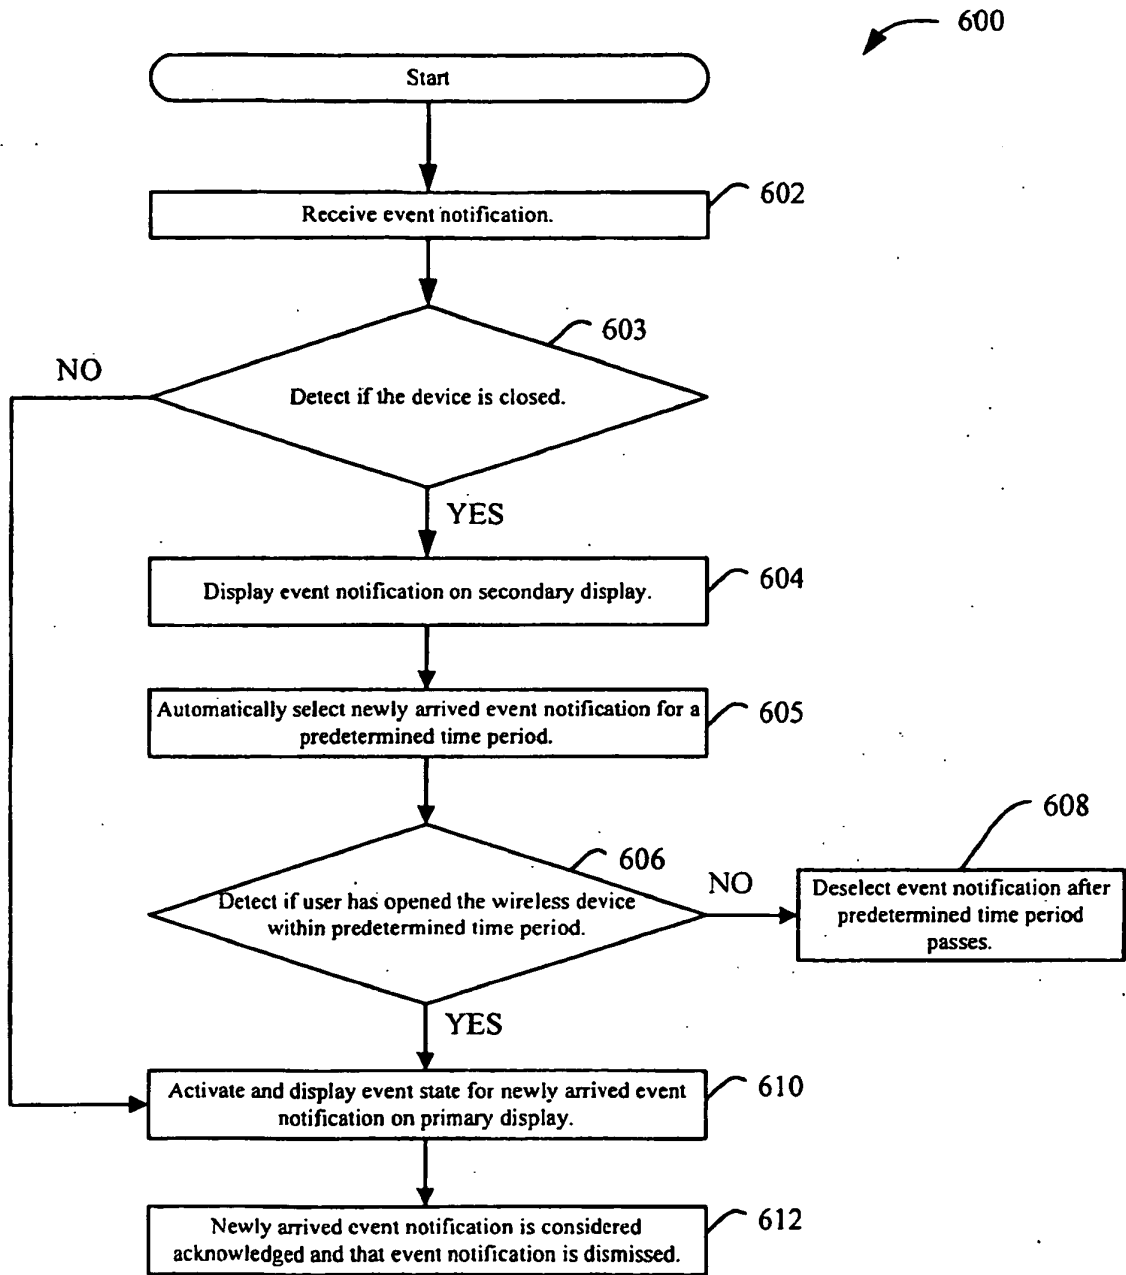 600
Start
602
Receive event notification.
603
NO
Detect if the device is closed.
YES
604
Display event notification on secondary display.
605
Automatically select newly arrived event notification for a
predetermined time period.
606
608
NO
Detect if user has opened the wireless device
within predetermined time period.
Deselect event notification after
predetermined time period
passes.
YES
610
Activate and display event state for newly arrived event
notification on primary display.
612
Newly arrived event notification is considered
acknowledged and that event notification is dismissed.